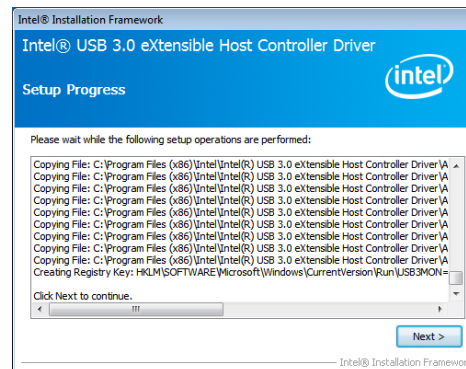 Intel® Installation Framework
Intel® USB 3.0 eXtensible Host Controller Driver
intel
Setup Progress
Please wait while the following setup operations are performed:
Copying File: C:\Program Files (x86)\Intel\Intel(R) USB 3.0 eXtensible Host Controller Driver\A
Copying File: C:\Program Files (x86)\Intel\Intel(R) USB 3.0 eXtensible Host Controller Driver\A
Copying File: C:\Program Files (x86)\Intel\Intel(R) USB 3.0 eXtensible Host Controller Driver\A
Copying File: C:\Program Files (x86)\Intel\Intel(R) USB 3.0 eXtensible Host Controller Driver\A
Copying File: C:\Program Files (x86)\Intel\Intel(R) USB 3.0 eXtensible Host Controller Driver\A
Copying File: C:\Program Files (x86)\Intel\Intel(R) USB 3.0 eXtensible Host Controller Driver\A
Copying File: C:\Program Files (x86)\Intel\Intel(R) USB 3.0 eXtensible Host Controller Driver\A
Copying File: C:\Program Files (x86)\Intel\Intel(R) USB 3.0 eXtensible Host Controller Driver\A
Copying File: C:\Program Files (x86)\Intel\Intel(R) USB 3.0 eXtensible Host Controller Driver\A
Creating Registry Key: HKLM\SOFTWARE\Microsoft\Windows\CurrentVersion\Run\USB3MON=
Click Next to continue.
Next >
Intel® Installation Framewor